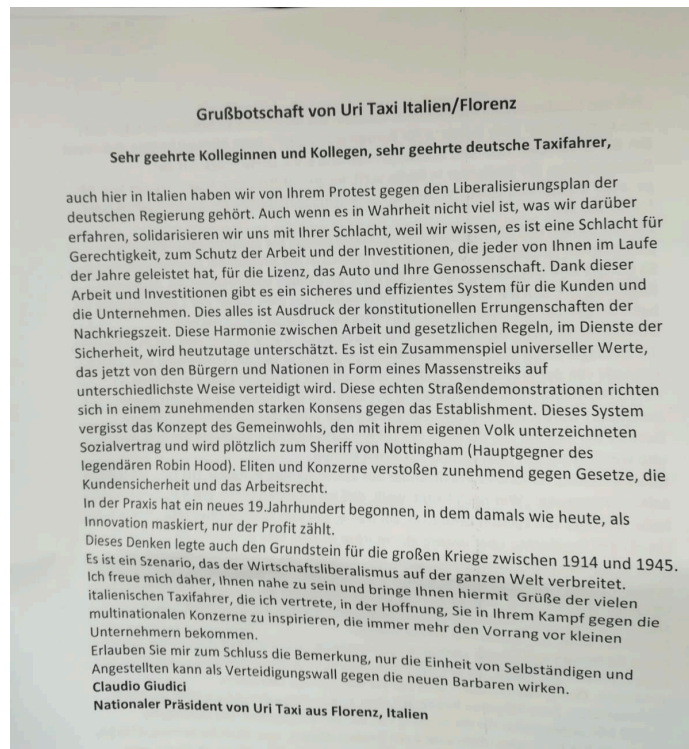 Grußbotschaft von Uri Taxi Italien/Florenz
Sehr geehrte Kolleginnen und Kollegen, sehr geehrte deutsche Taxifahrer,
auch hier in Italien haben wir von Ihrem Protest gegen den Liberalisierungsplan der
deutschen Regierung gehört. Auch wenn es in Wahrheit nicht viel ist, was wir darüber
erfahren, solidarisieren wir uns mit Ihrer Schlacht, weil wir wissen, es ist eine Schlacht für
Gerechtigkeit, zum Schutz der Arbeit und der Investitionen, die jeder von Ihnen im Laufe
der Jahre geleistet hat, für die Lizenz, das Auto und Ihre Genossenschaft. Dank dieser
Arbeit und Investitionen gibt es ein sicheres und effizientes System für die Kunden und
die Unternehmen. Dies alles ist Ausdruck der konstitutionellen Errungenschaften der
Nachkriegszeit. Diese Harmonie zwischen Arbeit und gesetzlichen Regeln, im Dienste der
Sicherheit, wird heutzutage unterschätzt. Es ist ein Zusammenspiel universeller Werte,
das jetzt von den Bürgern und Nationen in Form eines Massenstreiks auf
unterschiedlichste Weise verteidigt wird. Diese echten Straßendemonstrationen richten
sich in einem zunehmenden starken Konsens gegen das Establishment. Dieses System
vergisst das Konzept des Gemeinwohls, den mit ihrem eigenen Volk unterzeichneten
Sozialvertrag und wird plötzlich zum Sheriff von Nottingham (Hauptgegner des
legendären Robin Hood). Eliten und Konzerne verstoßen zunehmend gegen Gesetze, die
Kundensicherheit und das Arbeitsrecht.
In der Praxis hat ein neues 19.Jahrhundert begonnen, in dem damals wie heute, als
Innovation maskiert, nur der Profit zählt.
Dieses Denken legte auch den Grundstein für die großen Kriege zwischen 1914 und 1945.
Es ist ein Szenario, das der Wirtschaftsliberalismus auf der ganzen Welt verbreitet.
Ich freue mich daher, Ihnen nahe zu sein und bringe Ihnen hiermit Grüße der vielen
italienischen Taxifahrer, die ich vertrete, in der Hoffnung, Sie in Ihrem Kampf gegen die
multinationalen Konzerne zu inspirieren, die immer mehr den Vorrang vor kleinen
Unternehmern bekommen.
Erlauben Sie mir zum Schluss die Bemerkung, nur die Einheit von Selbständigen und
Angestellten kann als Verteidigungswall gegen die neuen Barbaren wirken.
Claudio Giudici
Nationaler Präsident von Uri Taxi aus Florenz, Italien